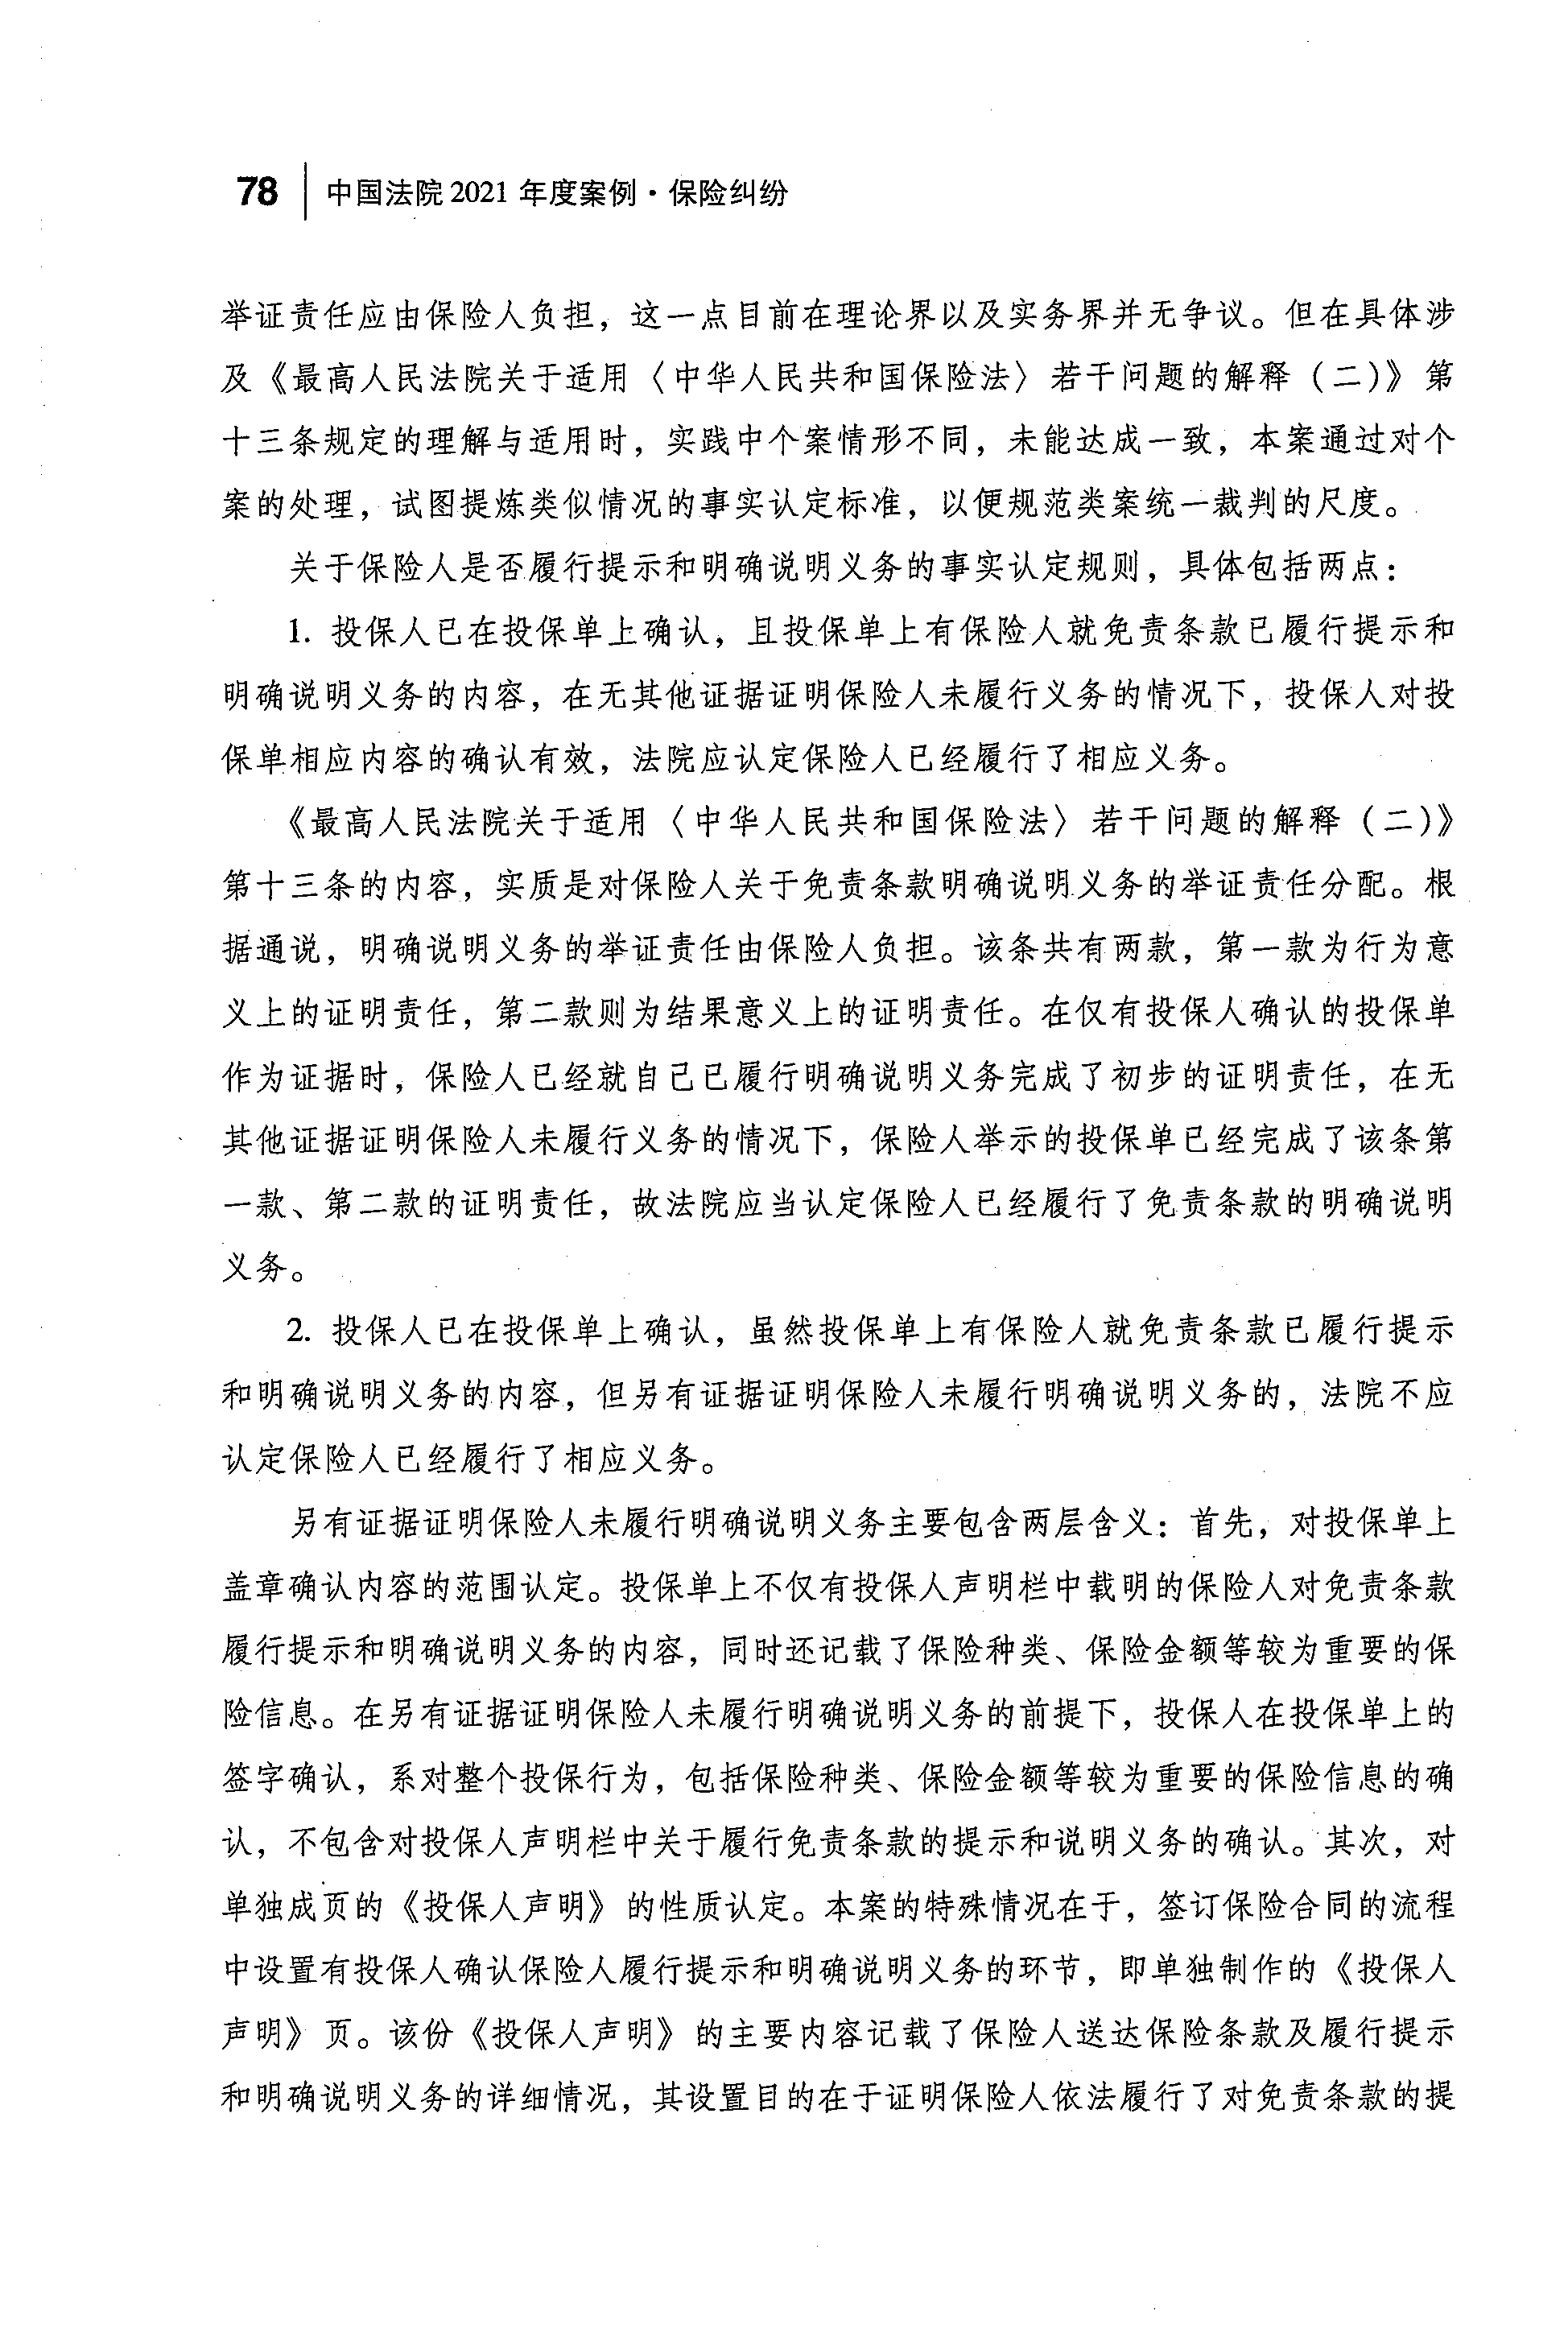 78 中国法院 2021 年度案例·保险纠纷
举证责任应由保险人负担，这一点目前在理论界以及实务界并无争议。但在具体涉
及《最高人民法院关于适用〈中华人民共和国保险法〉若干问题的解释（二）》第
十三条规定的理解与适用时，实践中个案情形不同，未能达成一致，本案通过对个
案的处理，试图提炼类似情况的事实认定标准，以便规范类案统一裁判的尺度。
关于保险人是否履行提示和明确说明义务的事实认定规则，具体包括两点：
1. 投保人已在投保单上确认，且投保单上有保险人就免责条款已履行提示和
明确说明义务的内容，在无其他证据证明保险人未履行义务的情况下，投保人对投
保单相应内容的确认有效，法院应认定保险人已经履行了相应义务。
《最高人民法院关于适用〈中华人民共和国保险法〉若干问题的解释（二）》
第十三条的内容，实质是对保险人关于免责条款明确说明义务的举证责任分配。根
据通说，明确说明义务的举证责任由保险人负担。该条共有两款，第一款为行为意
义上的证明责任，第二款则为结果意义上的证明责任。在仅有投保人确认的投保单
作为证据时，保险人已经就自己已履行明确说明义务完成了初步的证明责任，在无
其他证据证明保险人未履行义务的情况下，保险人举示的投保单已经完成了该条第
一款、第二款的证明责任，故法院应当认定保险人已经履行了免责条款的明确说明
义务。
2. 投保人已在投保单上确认，虽然投保单上有保险人就免责条款已履行提示
和明确说明义务的内容，但另有证据证明保险人未履行明确说明义务的，法院不应
认定保险人已经履行了相应义务。
另有证据证明保险人未履行明确说明义务主要包含两层含义：首先，对投保单上
盖章确认内容的范围认定。投保单上不仅有投保人声明栏中载明的保险人对免责条款
履行提示和明确说明义务的内容，同时还记载了保险种类、保险金额等较为重要的保
险信息。在另有证据证明保险人未履行明确说明义务的前提下，投保人在投保单上的
签字确认，系对整个投保行为，包括保险种类、保险金额等较为重要的保险信息的确
认，不包含对投保人声明栏中关于履行免责条款的提示和说明义务的确认。其次，对
单独成页的《投保人声明》的性质认定。本案的特殊情况在于，签订保险合同的流程
中设置有投保人确认保险人履行提示和明确说明义务的环节，即单独制作的《投保人
声明》页。该份《投保人声明》的主要内容记载了保险人送达保险条款及履行提示
和明确说明义务的详细情况，其设置目的在于证明保险人依法履行了对免责条款的提